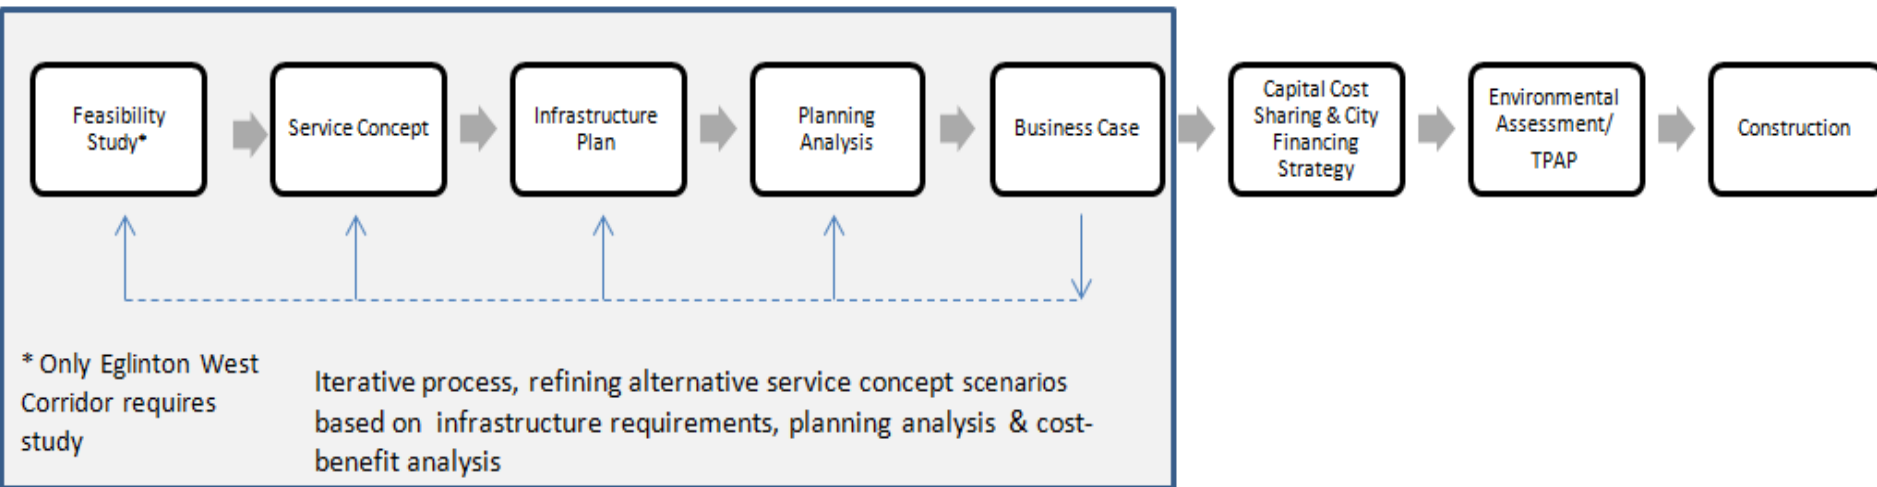 Feasibility
Study*
Service Concept
Infrastructure
Plan
Planning
Analysis
Business Case
Capital Cost
Sharing & City
Financing
Strategy
Environmental
Assessment/
TPAP
Construction
* Only Eglinton West
Corridor requires
study
Iterative process, refining alternative service concept scenarios
based on infrastructure requirements, planning analysis & cost-
benefit analysis